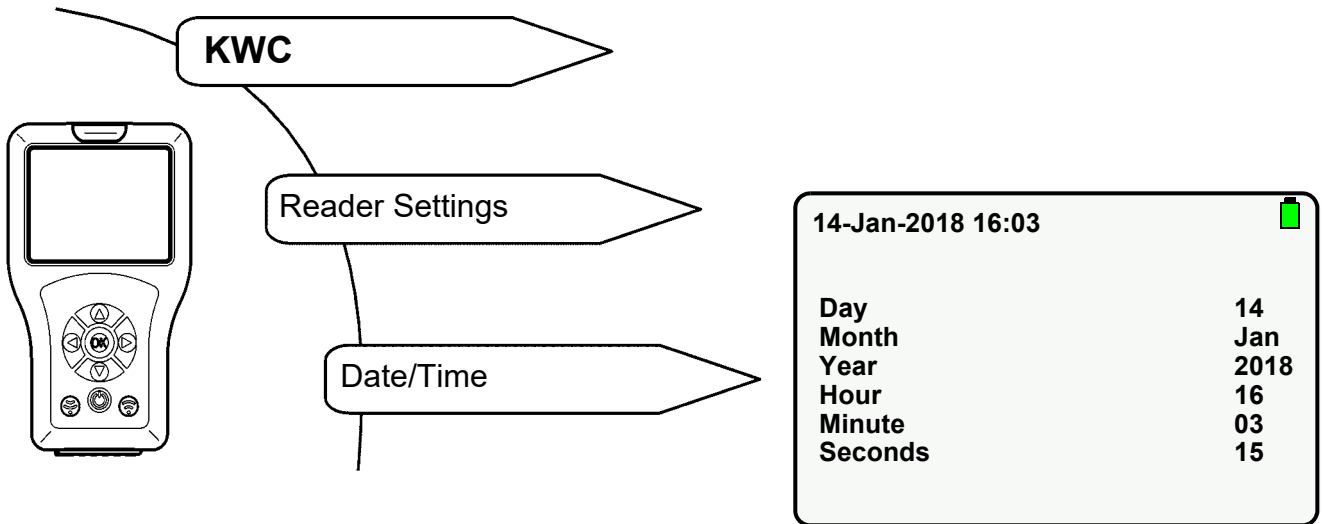 KWC
Reader Settings
Date/Time
OK
14-Jan-2018 16:03
Day 14
Month Jan
Year 2018
Hour 16
Minute 03
Seconds 15